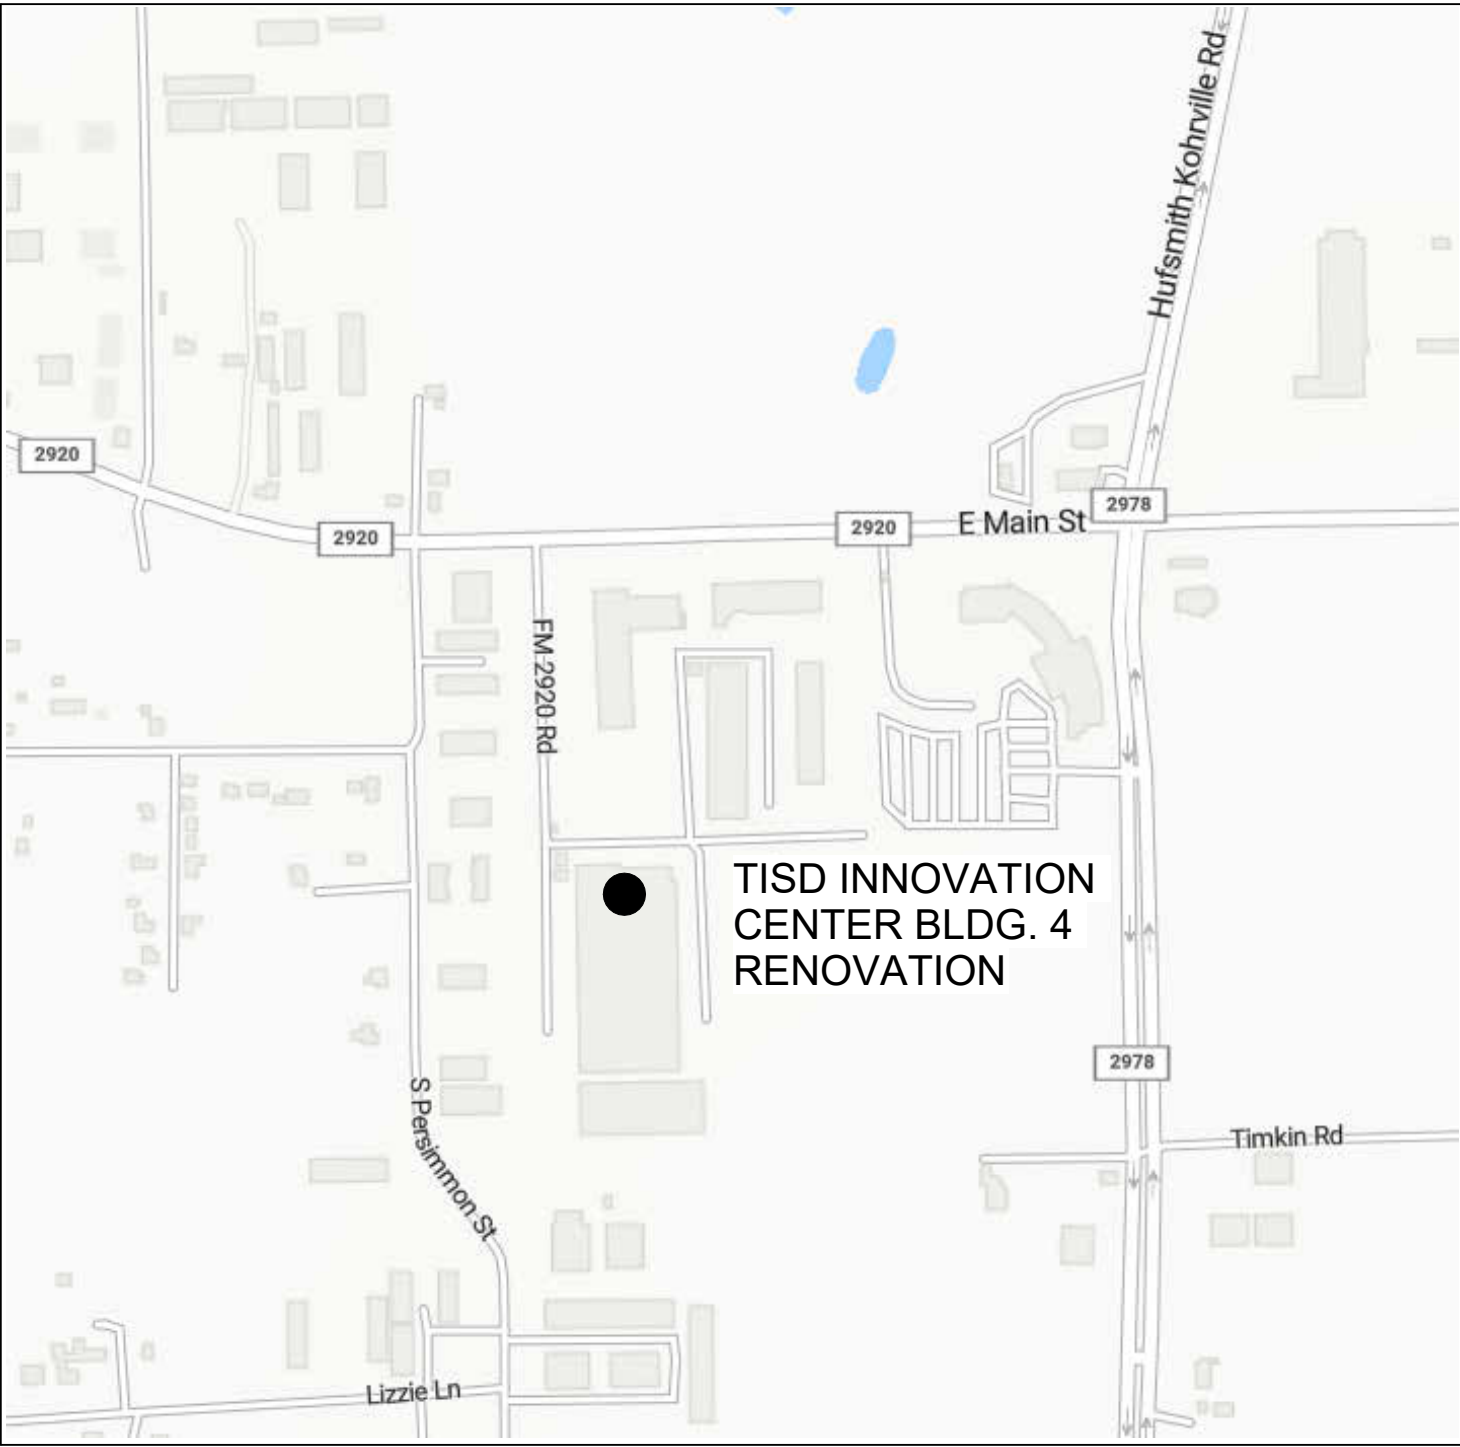 Hufsmith Kohrville Rd
2920
2978
2920
2920
E Main St
FM 2920 Rd
TISD INNOVATION
CENTER BLDG. 4
RENOVATION
2978
S Persimmon St
Timkin Rd
Lizzie Ln